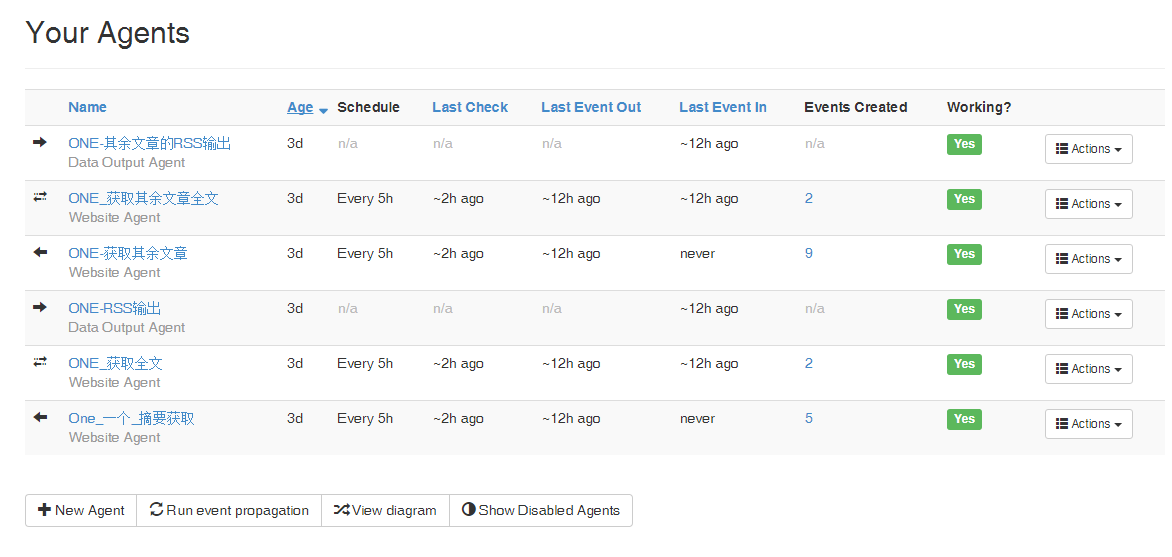 Your Agents
Name Age Schedule Last Check Last Event Out Last Event In Events Created Working?
ONE-其余文章的RSS输出 3d n/a n/a n/a ~12h ago n/a Yes Actions
Data Output Agent
ONE_获取其余文章全文 3d Every 5h ~2h ago ~12h ago ~12h ago 2 Yes Actions
Website Agent
ONE-获取其余文章 3d Every 5h ~2h ago ~12h ago never 9 Yes Actions
Website Agent
ONE-RSS输出 3d n/a n/a n/a ~12h ago n/a Yes Actions
Data Output Agent
ONE_获取全文 3d Every 5h ~2h ago ~12h ago ~12h ago 2 Yes Actions
Website Agent
One_一个_摘要获取 3d Every 5h ~2h ago ~12h ago never 5 Yes Actions
Website Agent
New Agent Run event propagation View diagram Show Disabled Agents